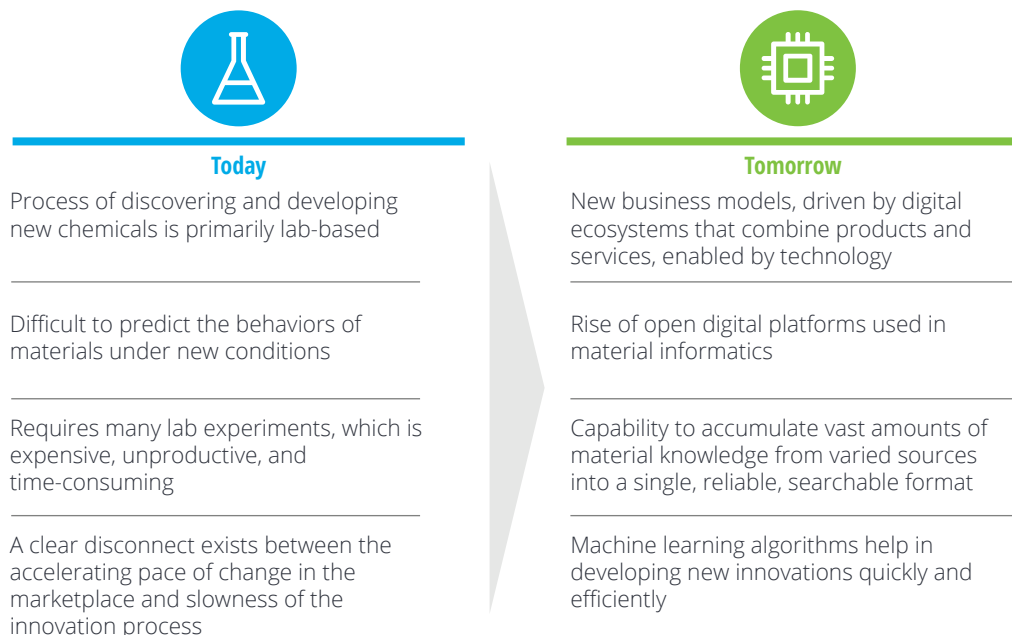 Today
Process of discovering and developing
new chemicals is primarily lab-based
Difficult to predict the behaviors of
materials under new conditions
Requires many lab experiments, which is
expensive, unproductive, and
time-consuming
A clear disconnect exists between the
accelerating pace of change in the
marketplace and slowness of the
innovation process
Tomorrow
New business models, driven by digital
ecosystems that combine products and
services, enabled by technology
Rise of open digital platforms used in
material informatics
Capability to accumulate vast amounts of
material knowledge from varied sources
into a single, reliable, searchable format
Machine learning algorithms help in
developing new innovations quickly and
efficiently